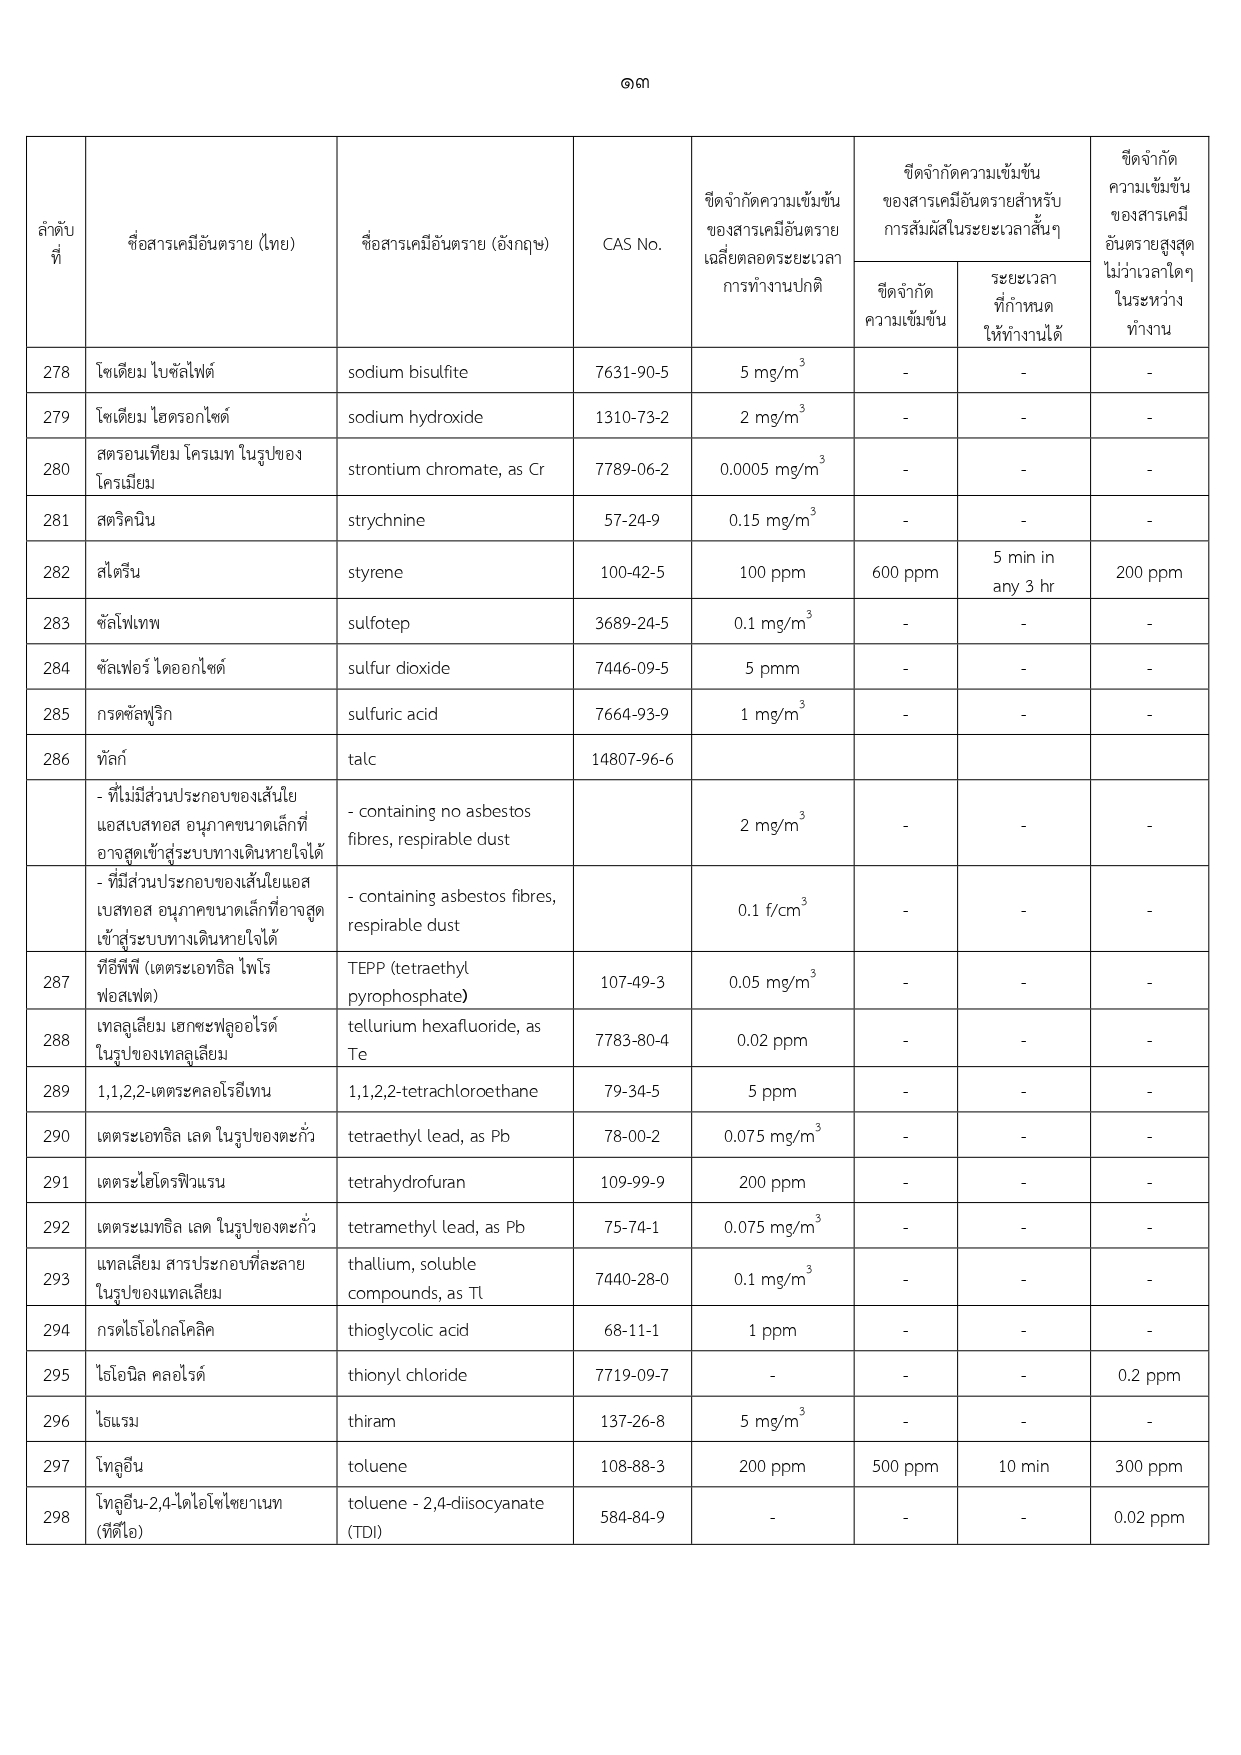 ๑๓
ลำดับ
ที่
ชื่อสารเคมีอันตราย (ไทย)
ชื่อสารเคมีอันตราย (อังกฤษ)
CAS No.
ขีดจำกัดความเข้มข้น
ของสารเคมีอันตราย
เฉลี่ยตลอดระยะเวลา
การทำงานปกติ
ขีดจำกัดความเข้มข้น
ของสารเคมีอันตรายสำหรับ
การสัมผัสในระยะเวลาสั้นๆ
ขีดจำกัด
ความเข้มข้น
ระยะเวลา
ที่กำหนด
ให้ทำงานได้
ขีดจำกัด
ความเข้มข้น
ของสารเคมี
อันตรายสูงสุด
ไม่ว่าเวลาใดๆ
ในระหว่าง
ทำงาน
278 โซเดียม ไบซัลไฟต์ sodium bisulfite 7631-90-5 5 mg/m³ - - -
279 โซเดียม ไฮดรอกไซด์ sodium hydroxide 1310-73-2 2 mg/m³ - - -
280 สตรอนเทียม โครเมท ในรูปของ
โครเมียม strontium chromate, as Cr 7789-06-2 0.0005 mg/m³ - - -
281 สตริคนิน strychnine 57-24-9 0.15 mg/m³ - - -
282 สไตรีน styrene 100-42-5 100 ppm 600 ppm 5 min in
any 3 hr 200 ppm
283 ซัลโฟเทพ sulfotep 3689-24-5 0.1 mg/m³ - - -
284 ซัลเฟอร์ ไดออกไซด์ sulfur dioxide 7446-09-5 5 pmm - - -
285 กรดซัลฟูริก sulfuric acid 7664-93-9 1 mg/m³ - - -
286 ทัลก์ talc 14807-96-6
- ที่ไม่มีส่วนประกอบของเส้นใย
แอสเบสทอส อนุภาคขนาดเล็กที่
อาจสูดเข้าสู่ระบบทางเดินหายใจได้
- containing no asbestos
fibres, respirable dust 2 mg/m³ - - -
- ที่มีส่วนประกอบของเส้นใยแอส
เบสทอส อนุภาคขนาดเล็กที่อาจสูด
เข้าสู่ระบบทางเดินหายใจได้
- containing asbestos fibres,
respirable dust 0.1 f/cm³ - - -
287 ทีอีพีพี (เตตระเอทธิล ไพโร
ฟอสเฟต)
TEPP (tetraethyl
pyrophosphate) 107-49-3 0.05 mg/m³ - - -
288 เทลลูเลียม เฮกซะฟลูออไรด์
ในรูปของเทลลูเลียม
tellurium hexafluoride, as
Te 7783-80-4 0.02 ppm - - -
289 1,1,2,2-เตตระคลอโรอีเทน 1,1,2,2-tetrachloroethane 79-34-5 5 ppm - -
290 เตตระเอทธิล เลด ในรูปของตะกั่ว tetraethyl lead, as Pb 78-00-2 0.075 mg/m³ - - -
291 เตตระไฮโดรฟิวแรน tetrahydrofuran 109-99-9 200 ppm - - -
292 เตตระเมทธิล เลด ในรูปของตะกั่ว tetramethyl lead, as Pb 75-74-1 0.075 mg/m³ - - -
293 แทลเลียม สารประกอบที่ละลาย
ในรูปของแทลเลียม
thallium, soluble
compounds, as Tl 7440-28-0 0.1 mg/m³ - - -
294 กรดไธโอไกลโคลิค thioglycolic acid 68-11-1 1 ppm - - -
295 ไธโอนิล คลอไรด์ thionyl chloride 7719-09-7 - - - 0.2 ppm
296 ไธแรม thiram 137-26-8 5 mg/m³ - - -
297 โทลูอีน toluene 108-88-3 200 ppm 500 ppm 10 min 300 ppm
298 โทลูอีน-2,4-ไดไอโซไซยาเนท
(ทีดีไอ)
toluene - 2,4-diisocyanate
(TDI) 584-84-9 - - - 0.02 ppm